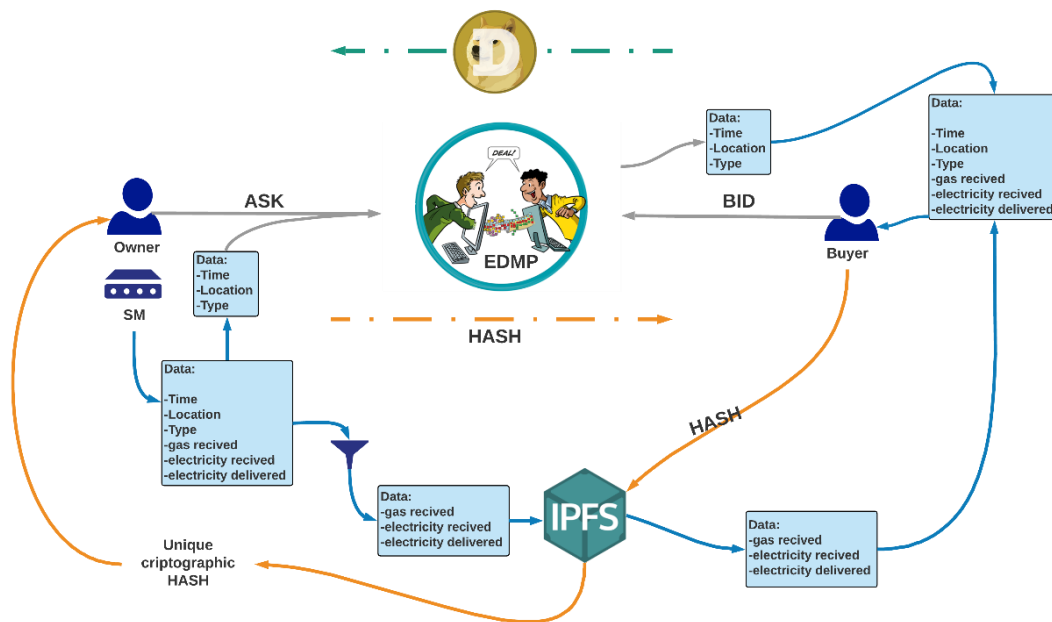 D
DEAL!
EDMP
ASK
BID
HASH
Owner
SM
Data:
-Time
-Location
-Type
Data:
-Time
-Location
-Type
-gas recived
-electricity recived
-electricity delivered
Data:
-gas recived
-electricity recived
-electricity delivered
IPFS
Unique
criptographic
HASH
HASH
Data:
-gas recived
-electricity recived
-electricity delivered
Buyer
Data:
-Time
-Location
-Type
Data:
-Time
-Location
-Type
-gas recived
-electricity recived
-electricity delivered